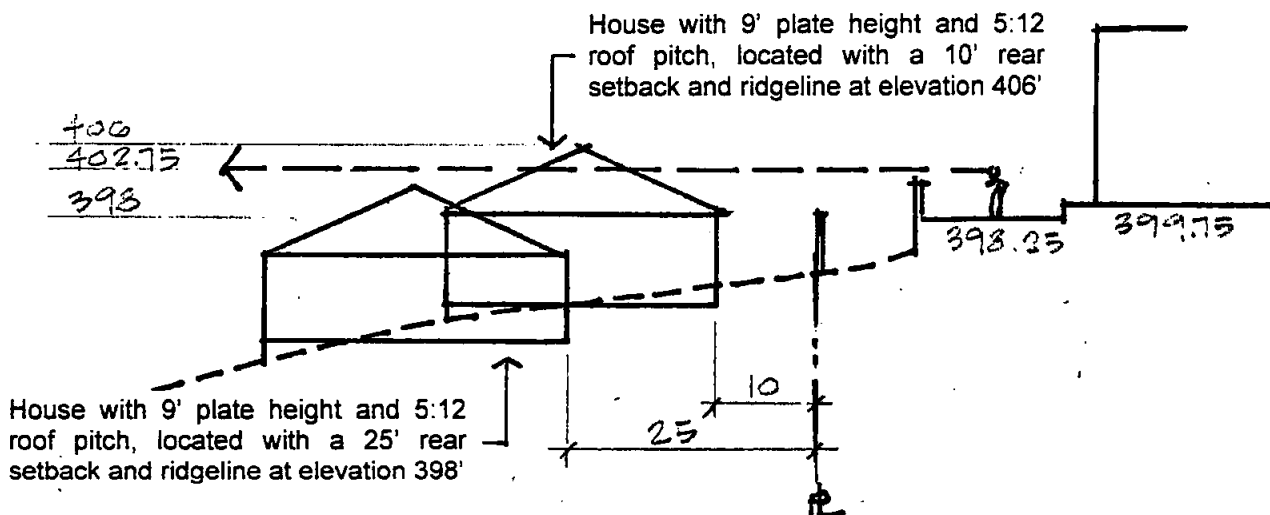 House with 9' plate height and 5:12
roof pitch, located with a 10' rear
setback and ridgeline at elevation 406'
406
402.75
398
398.25
399.75
10
25
House with 9' plate height and 5:12
roof pitch, located with a 25' rear
setback and ridgeline at elevation 398'